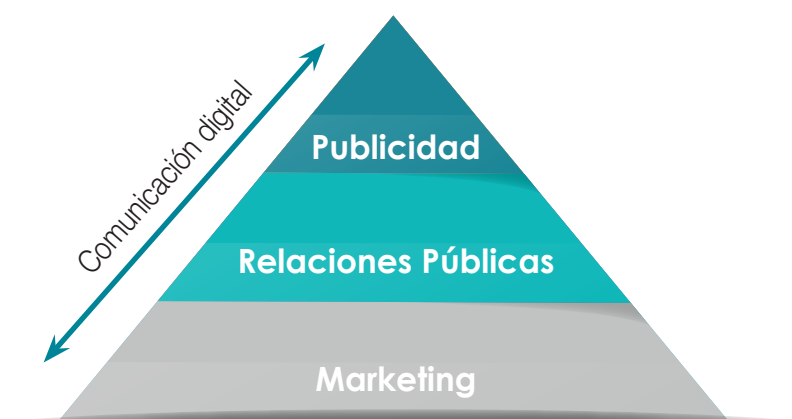 Comunicación digital
Publicidad
Relaciones Públicas
Marketing